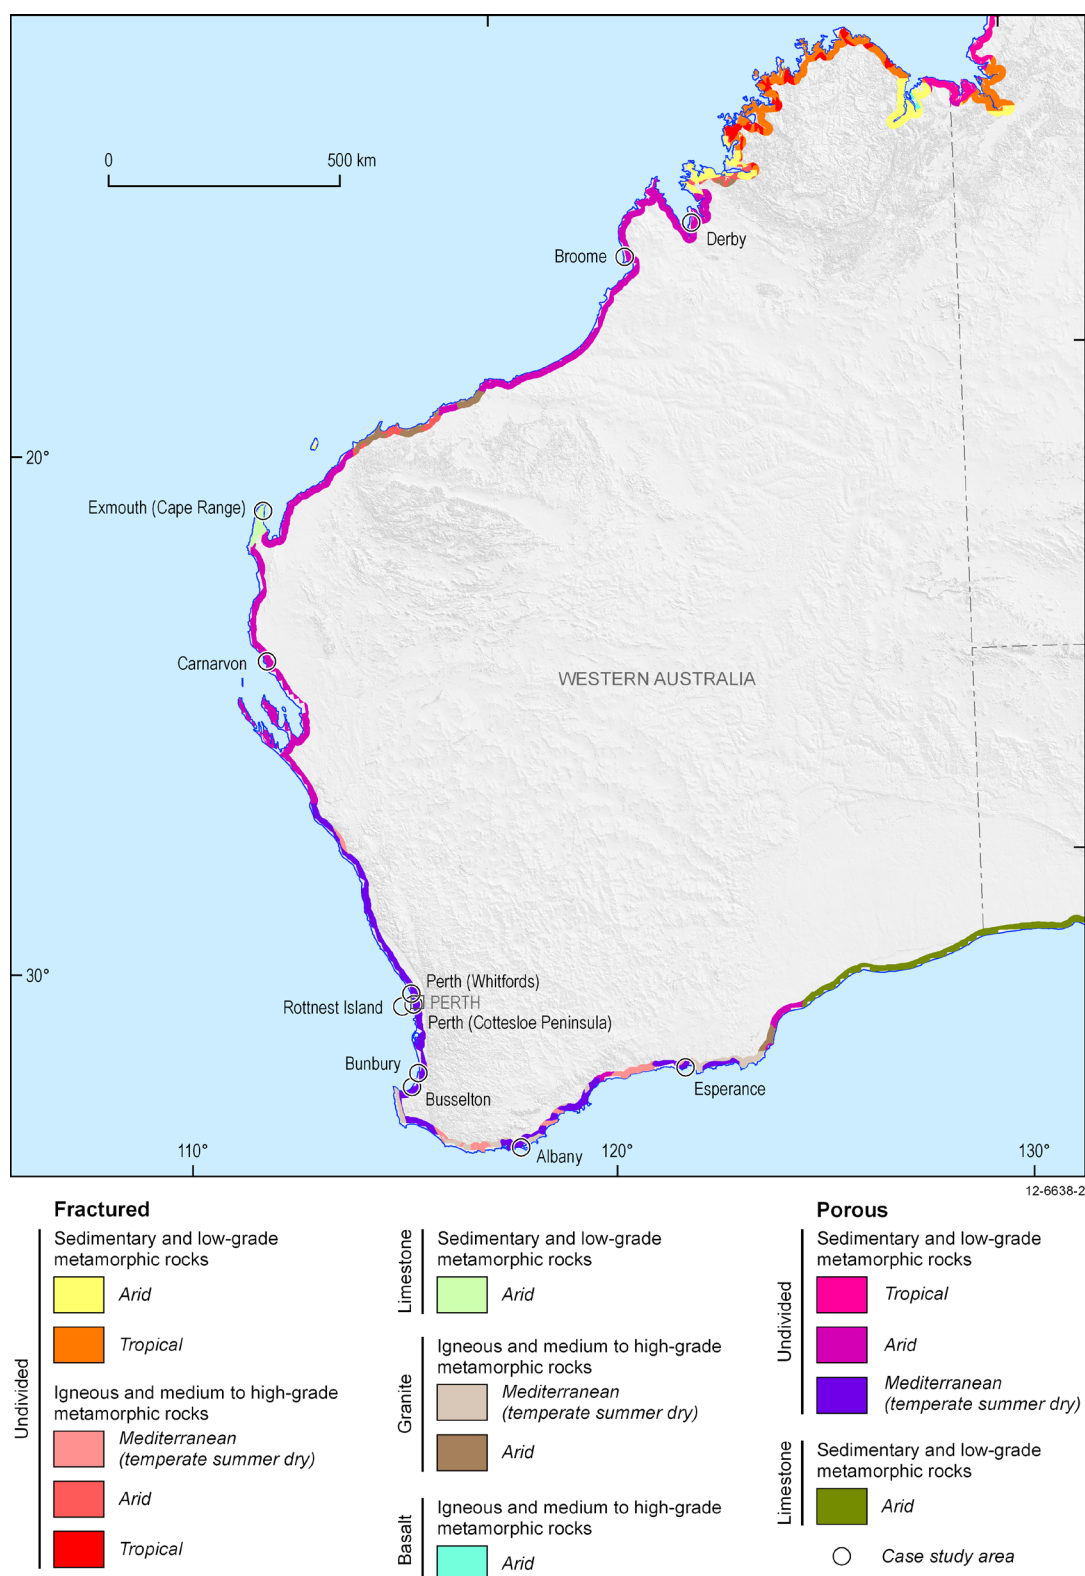 0
500 km
Derby
Broome
20°
Exmouth (Cape Range)
Carnarvon
WESTERN AUSTRALIA
30°
Perth (Whitfords)
Rottnest Island
PERTH
Perth (Cottesloe Peninsula)
Bunbury
Busselton
Esperance
Albany
110°
120°
130°
12-6638-2
Fractured
Undivided
Sedimentary and low-grade
metamorphic rocks
Arid
Tropical
Igneous and medium to high-grade
metamorphic rocks
Mediterranean
(temperate summer dry)
Arid
Tropical
Limestone
Sedimentary and low-grade
metamorphic rocks
Arid
Granite
Igneous and medium to high-grade
metamorphic rocks
Mediterranean
(temperate summer dry)
Arid
Basalt
Igneous and medium to high-grade
metamorphic rocks
Arid
Porous
Undivided
Sedimentary and low-grade
metamorphic rocks
Tropical
Arid
Mediterranean
(temperate summer dry)
Limestone
Sedimentary and low-grade
metamorphic rocks
Arid
Case study area